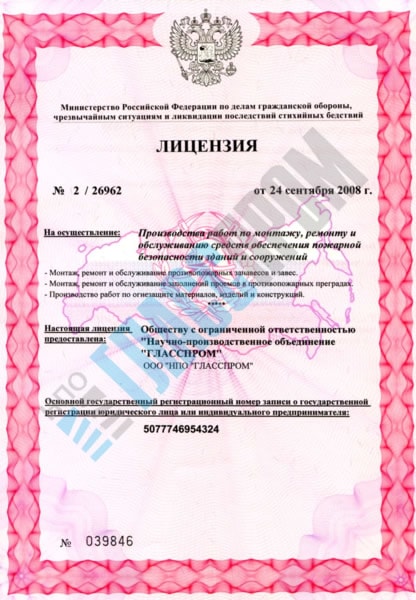 Министерство Российской Федерации по делам гражданской обороны,
чрезвычайным ситуациям и ликвидации последствий стихийных бедствий
ЛИЦЕНЗИЯ
№ 2 / 26962 от 24 сентября 2008 г.
На осуществление: Производства работ по монтажу, ремонту и
обслуживанию средств обеспечения пожарной
безопасности зданий и сооружений
- Монтаж, ремонт и обслуживание противопожарных занавесов и завес.
- Монтаж, ремонт и обслуживание заполнений проемов в противопожарных преградах.
- Производство работ по огнезащите материалов, изделий и конструкций.
*****
Настоящая лицензия Обществу с ограниченной ответственностью
предоставлена: "Научно-производственное объединение
"ГЛАССПРОМ"
ООО "НПО "ГЛАССПРОМ"
Основной государственный регистрационный номер записи о государственной
регистрации юридического лица или индивидуального предпринимателя:
5077746954324
№ 039846
НПО
ГЛАССПРОМ